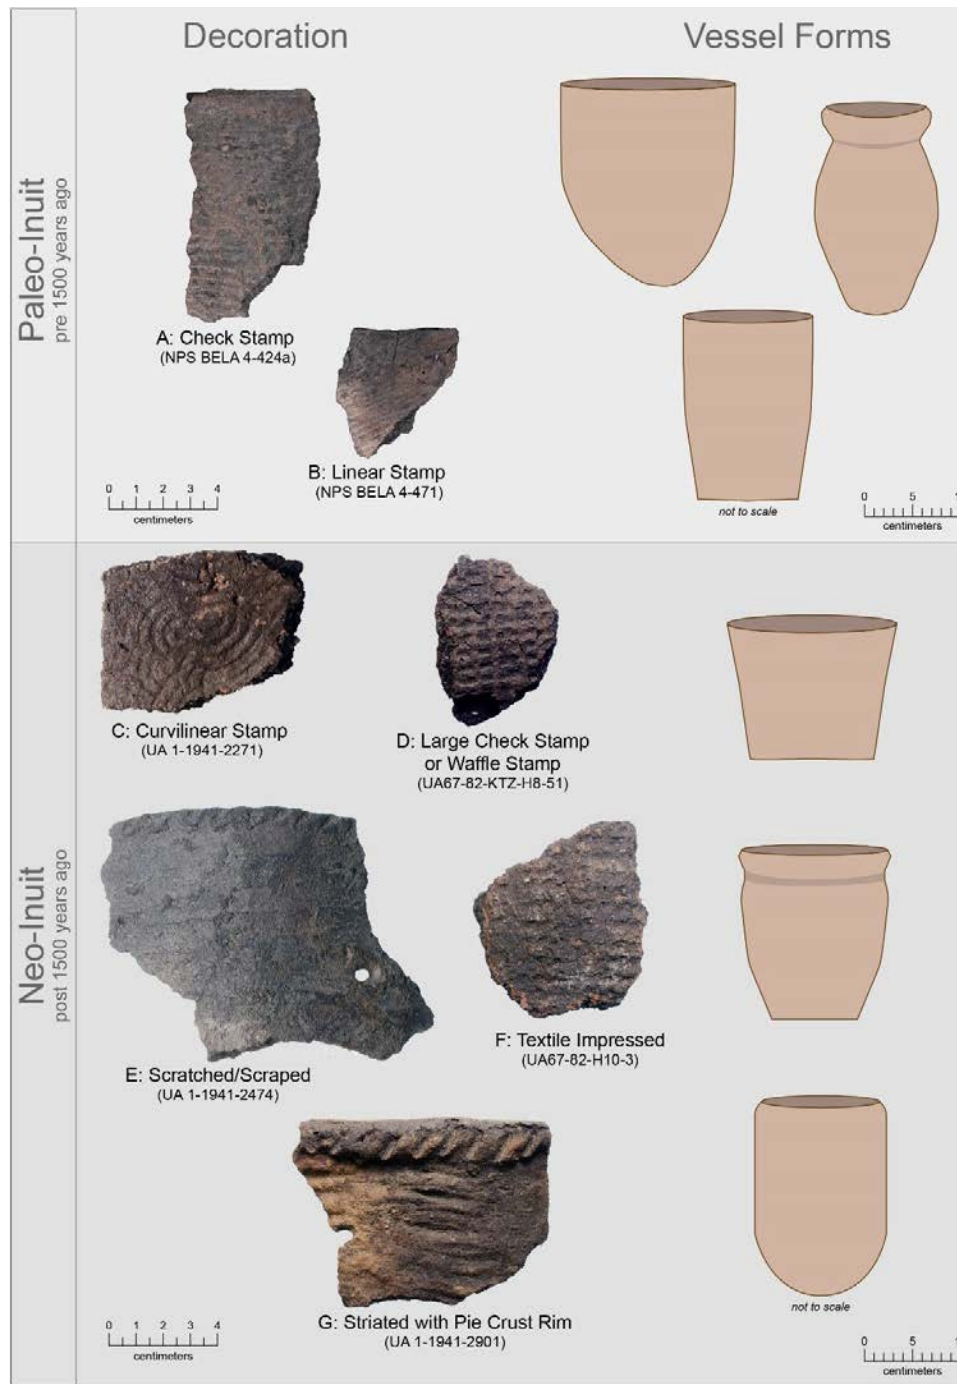 Decoration
Vessel Forms
Paleo-Inuit
pre 1500 years ago
A: Check Stamp
(NPS BELA 4-424a)
B: Linear Stamp
(NPS BELA 4-471)
0 1 2 3 4
centimeters
not to scale
0 5
centimeters
Neo-Inuit
post 1500 years ago
C: Curvilinear Stamp
(UA 1-1941-2271)
D: Large Check Stamp
or Waffle Stamp
(UA67-82-KTZ-H8-51)
E: Scratched/Scraped
(UA 1-1941-2474)
F: Textile Impressed
(UA67-82-H10-3)
G: Striated with Pie Crust Rim
(UA 1-1941-2901)
0 1 2 3 4
centimeters
not to scale
0 5
centimeters